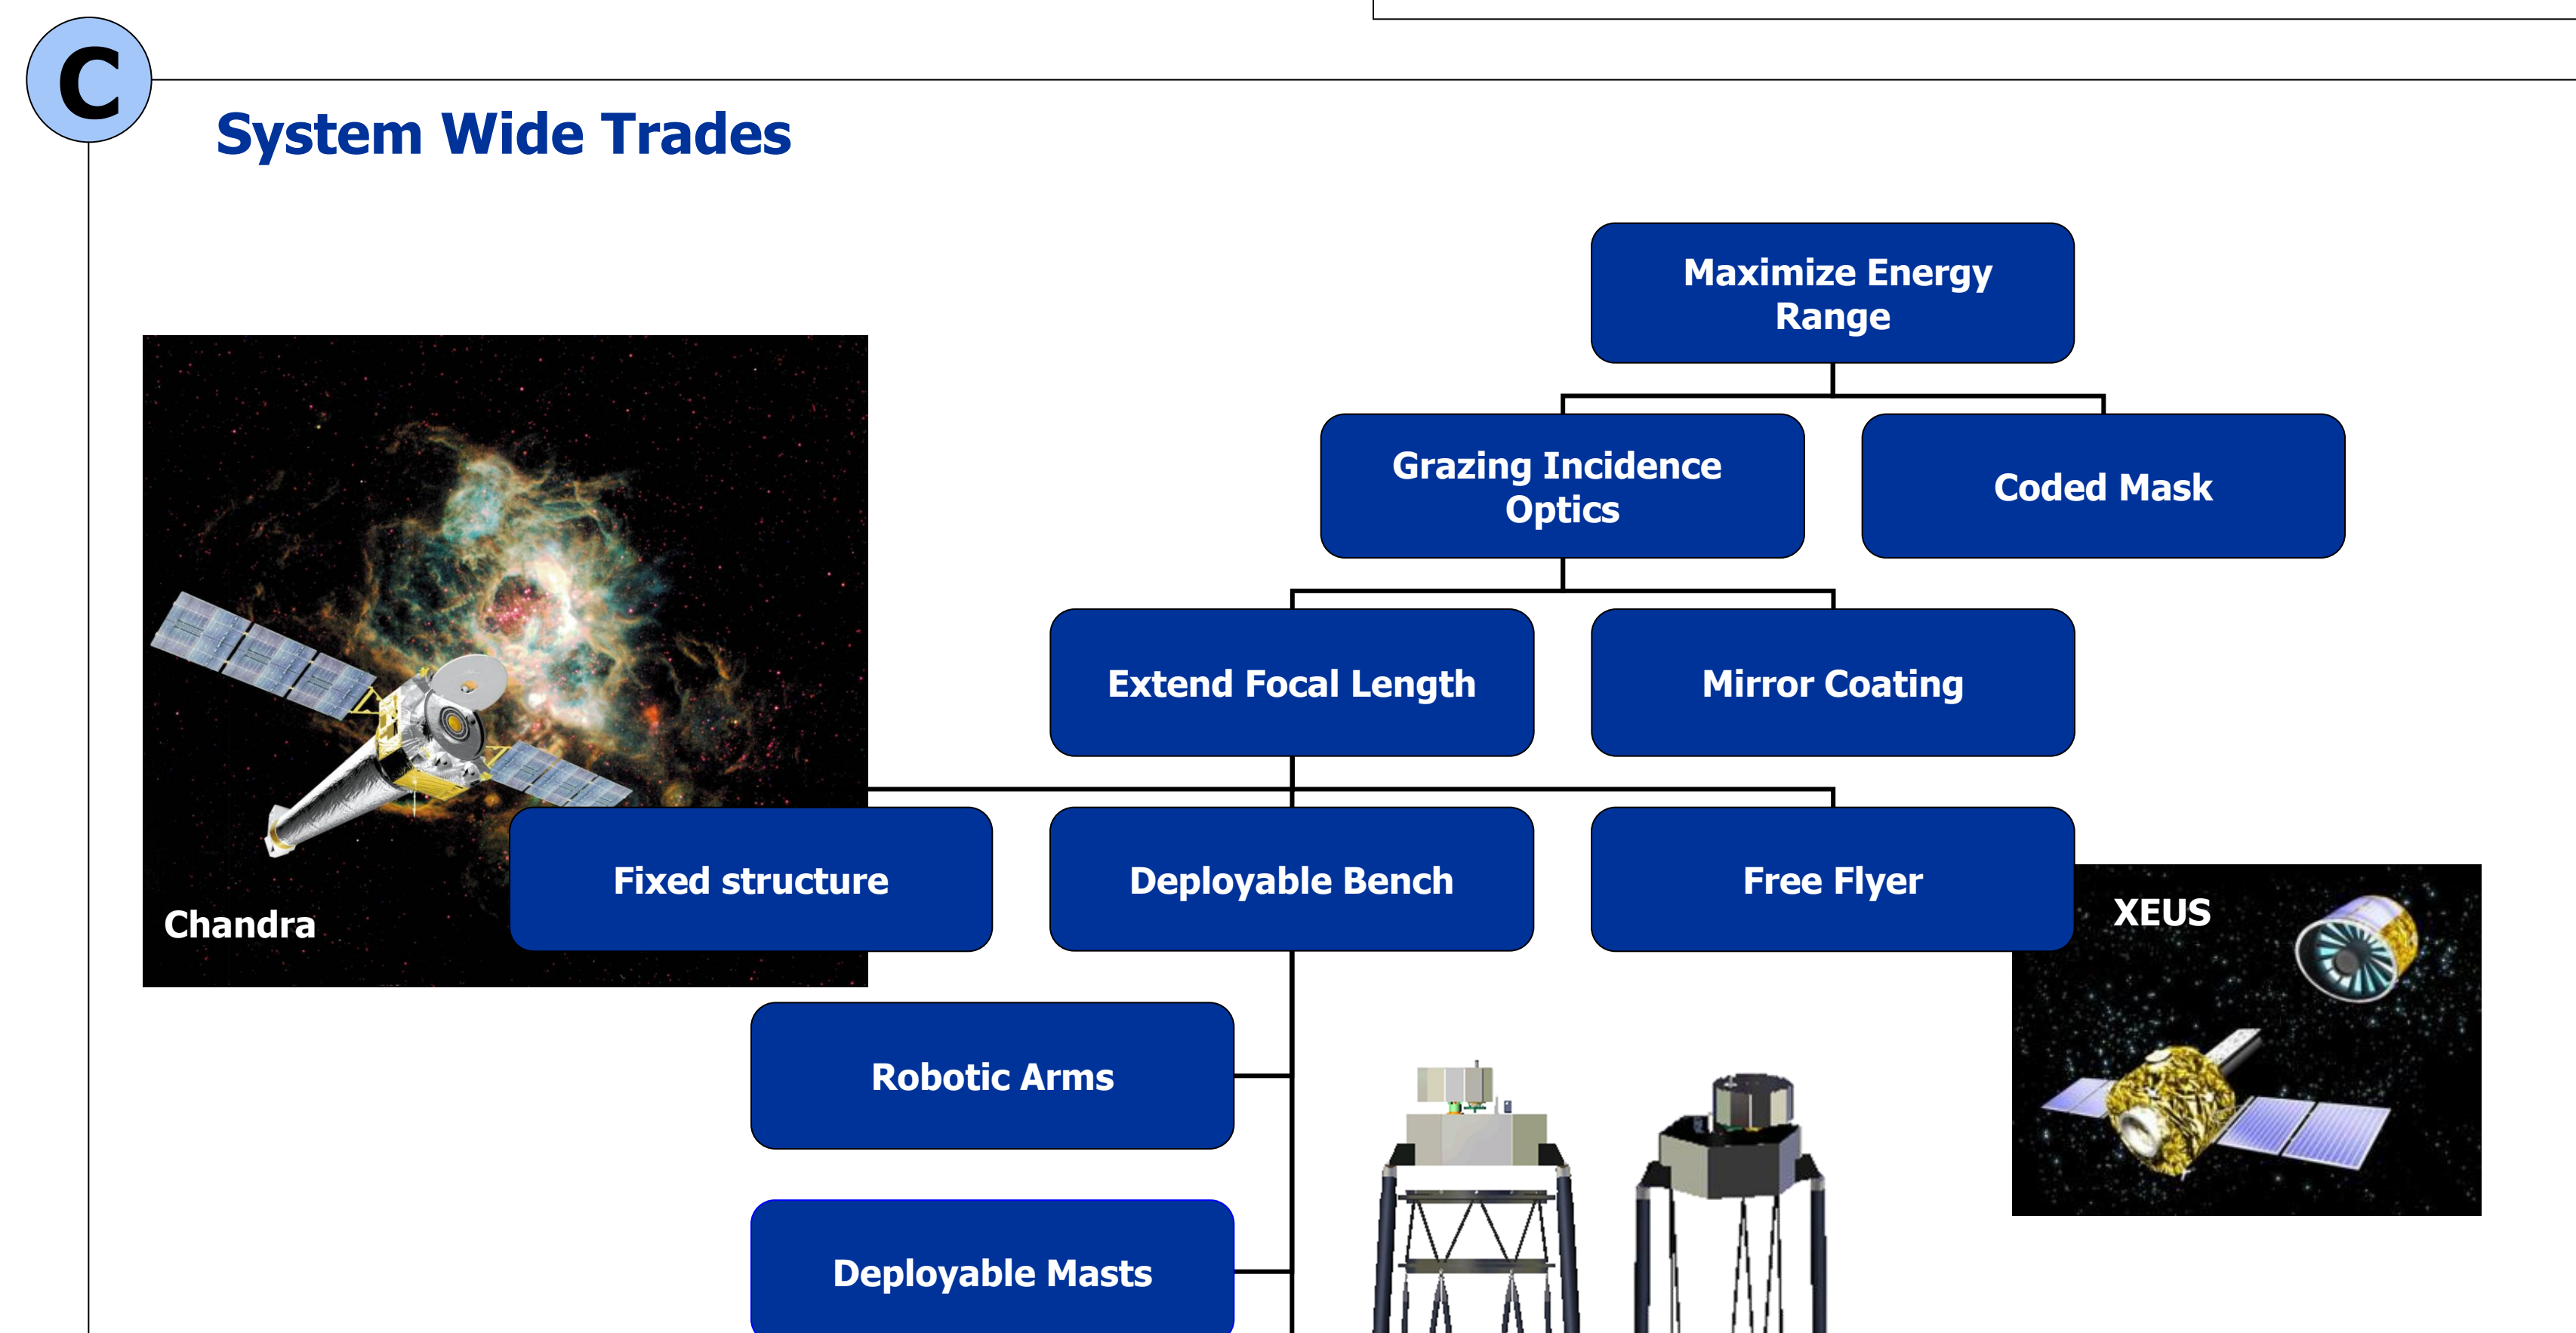 C
System Wide Trades
Maximize Energy
Range
Grazing Incidence
Optics
Coded Mask
Extend Focal Length
Mirror Coating
Fixed structure
Deployable Bench
Free Flyer
Chandra
XEUS
Robotic Arms
Deployable Masts